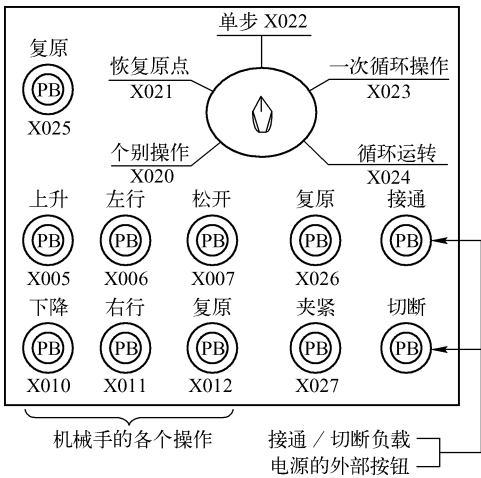 单步 X022
复原
恢复原点
一次循环操作
PB
X021
X023
X025
个别操作
循环运转
X020
X024
上升 左行 松开 复原 接通
PB PB PB PB PB
X005 X006 X007 X026
下降 右行 复原 夹紧 切断
PB PB PB PB PB
X010 X011 X012 X027
机械手的各个操作
接通/切断负载
电源的外部按钮